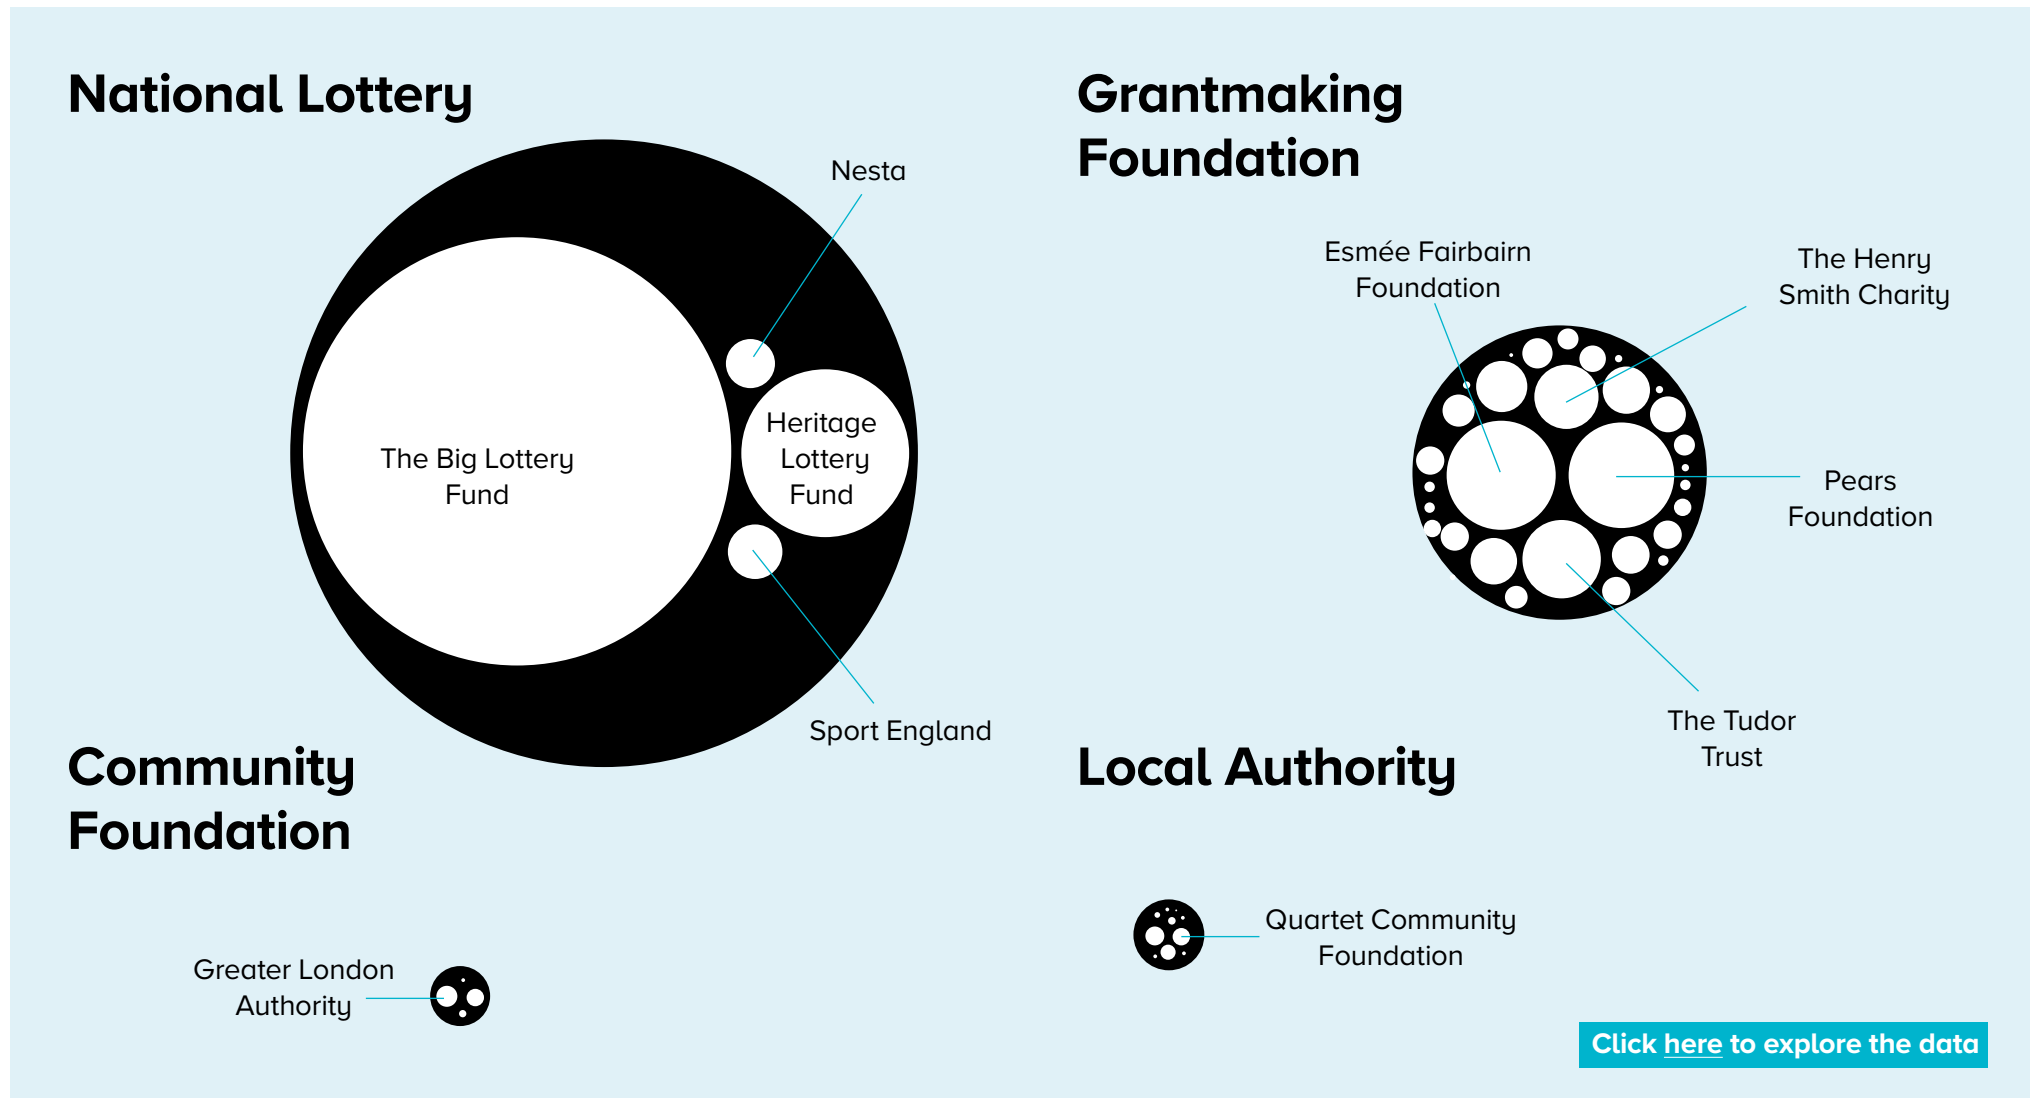 National Lottery
Nesta
The Big Lottery
Fund
Heritage
Lottery
Fund
Sport England
Grantmaking
Foundation
Esmée Fairbairn
Foundation
The Henry
Smith Charity
Pears
Foundation
The Tudor
Trust
Community
Foundation
Greater London
Authority
Local Authority
Quartet Community
Foundation
Click here to explore the data